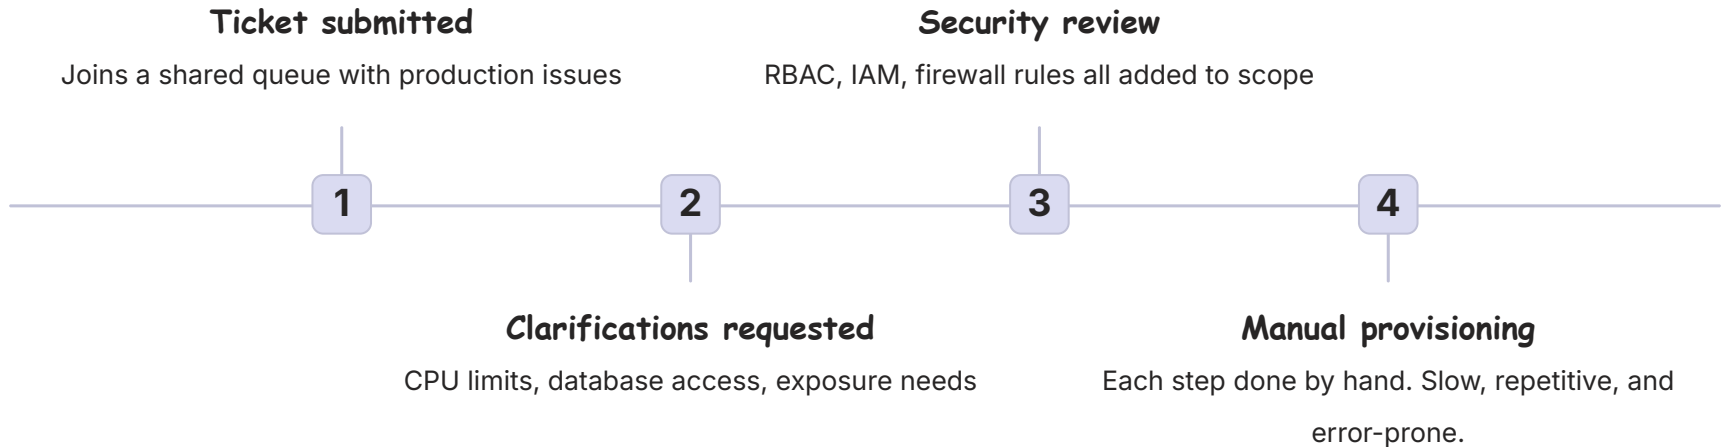 Ticket submitted
Joins a shared queue with production issues
1
2
Clarifications requested
CPU limits, database access, exposure needs
Security review
RBAC, IAM, firewall rules all added to scope
3
4
Manual provisioning
Each step done by hand. Slow, repetitive, and
error-prone.